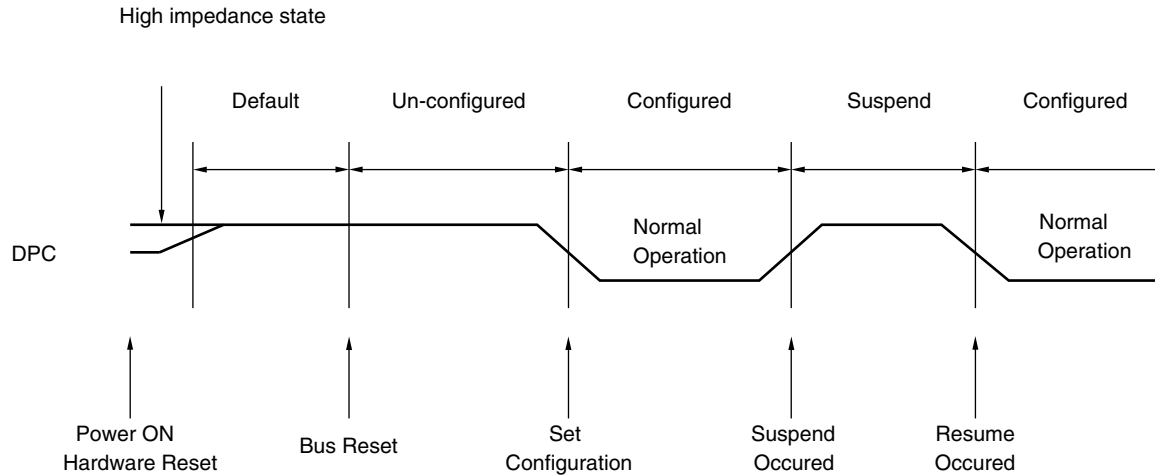 High impedance state
Default
Un-configured
Configured
Suspend
Configured
DPC
Normal
Operation
Normal
Operation
Power ON
Hardware Reset
Bus Reset
Set
Configuration
Suspend
Occured
Resume
Occured